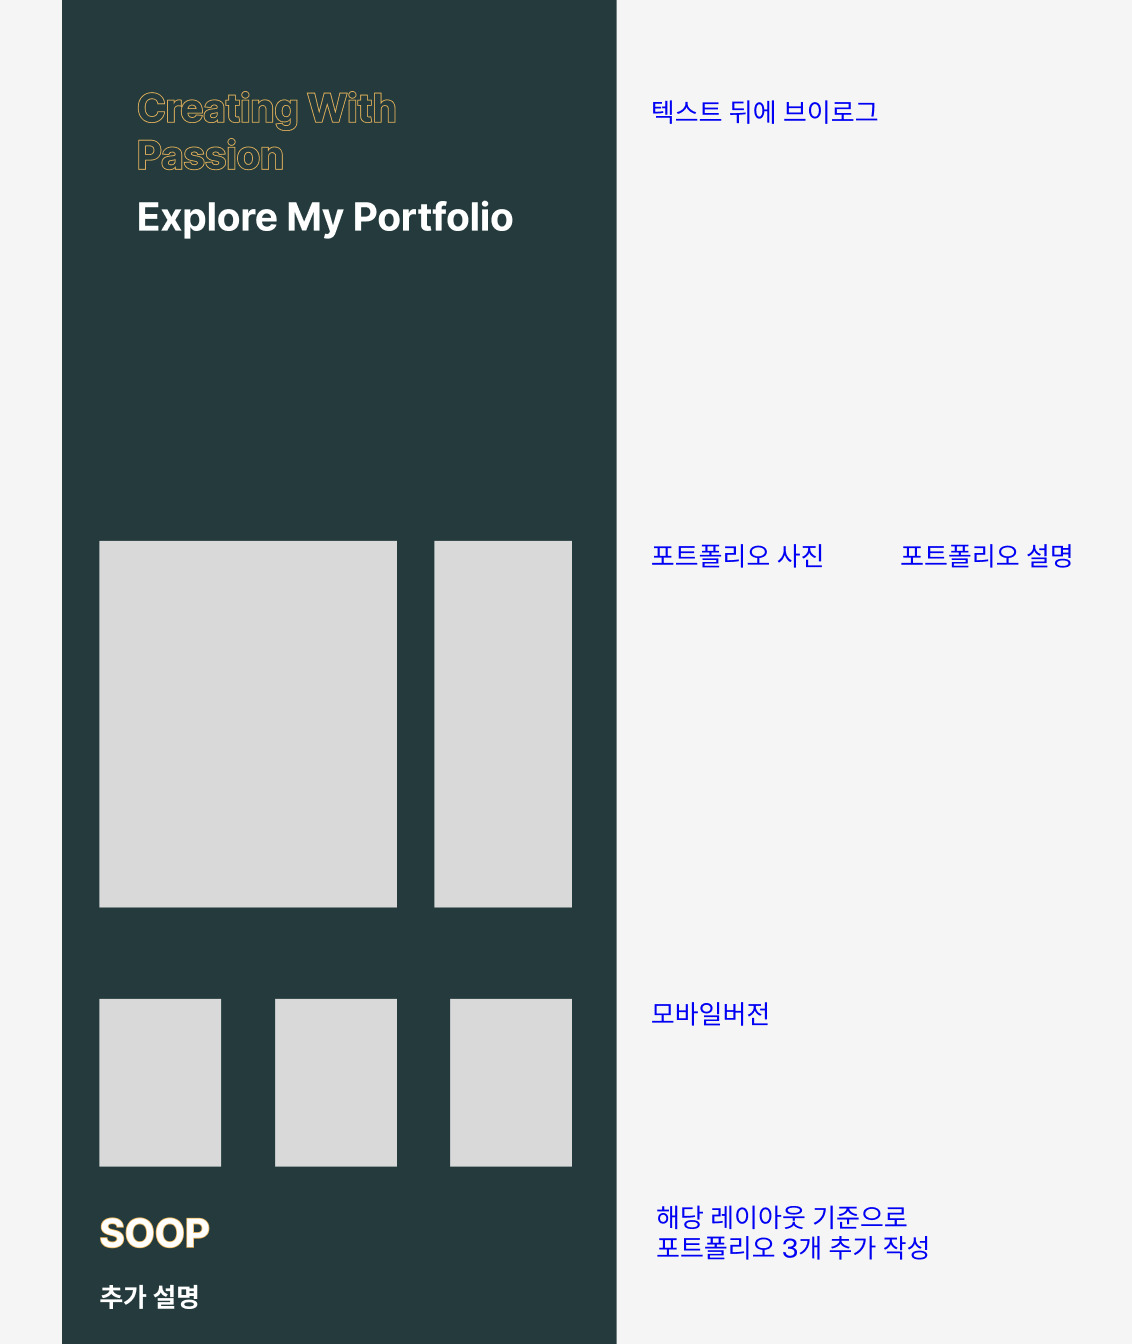 Creating With
Passion
Explore My Portfolio
텍스트 뒤에 브이로그
포트폴리오 사진
포트폴리오 설명
모바일버전
SOOP
추가 설명
해당 레이아웃 기준으로
포트폴리오 3개 추가 작성